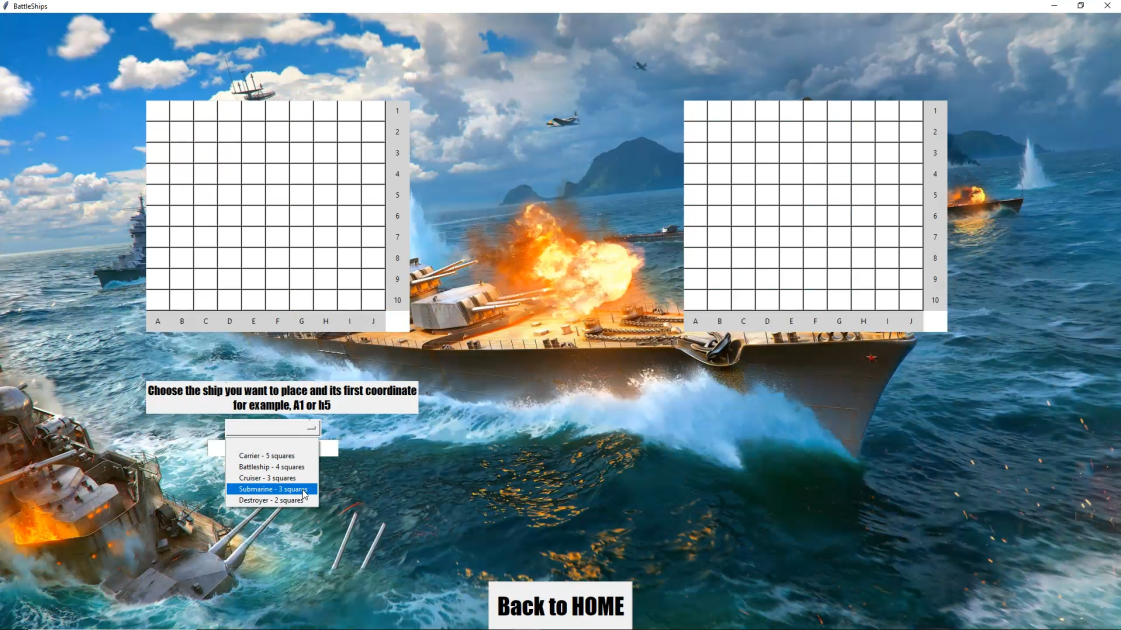 BattleShips
1
2
3
4
5
6
7
8
9
10
A B C D E F G H I J
1
2
3
4
5
6
7
8
9
10
A B C D E F G H I J
Choose the ship you want to place and its first coordinate
for example, A1 or h5
Carrier - 5 squares
Battleship - 4 squares
Cruiser - 3 squares
Submarine - 3 squares
Destroyer - 2 squares
Back to HOME